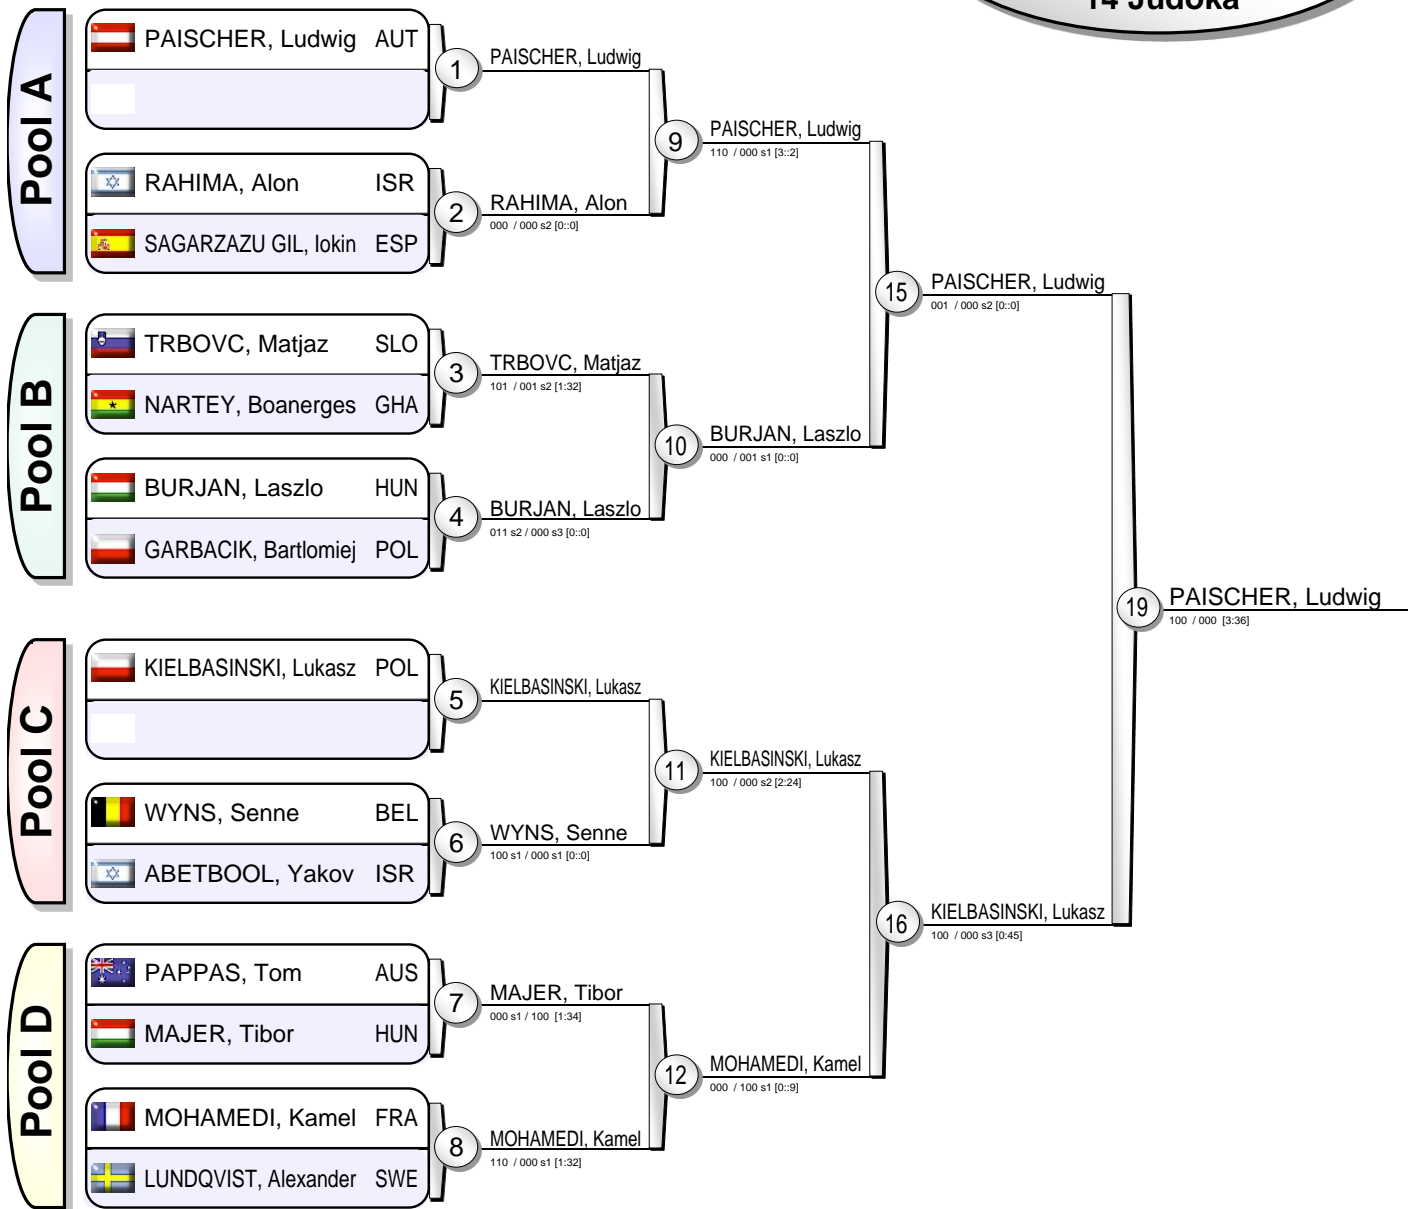 14 Judoka
Pool A
PAISCHER, Ludwig AUT
1
PAISCHER, Ludwig
RAHIMA, Alon ISR
SAGARZAZU GIL, Iokin ESP
2
RAHIMA, Alon
000 / 000 s2 [0::0]
9
PAISCHER, Ludwig
110 / 000 s1 [3::2]
Pool B
TRBOVC, Matjaz SLO
NARTEY, Boanerges GHA
3
TRBOVC, Matjaz
101 / 001 s2 [1:32]
BURJAN, Laszlo HUN
GARBACIK, Bartlomiej POL
4
BURJAN, Laszlo
011 s2 / 000 s3 [0::0]
10
BURJAN, Laszlo
000 / 001 s1 [0::0]
15
PAISCHER, Ludwig
001 / 000 s2 [0::0]
Pool C
KIELBASINSKI, Lukasz POL
5
KIELBASINSKI, Lukasz
WYNS, Senne BEL
ABETBOOL, Yakov ISR
6
WYNS, Senne
100 s1 / 000 s1 [0::0]
11
KIELBASINSKI, Lukasz
100 / 000 s2 [2:24]
Pool D
PAPPAS, Tom AUS
MAJER, Tibor HUN
7
MAJER, Tibor
000 s1 / 100 [1:34]
MOHAMEDI, Kamel FRA
LUNDQVIST, Alexander SWE
8
MOHAMEDI, Kamel
110 / 000 s1 [1:32]
12
MOHAMEDI, Kamel
000 / 100 s1 [0::9]
16
KIELBASINSKI, Lukasz
100 / 000 s3 [0:45]
19
PAISCHER, Ludwig
100 / 000 [3:36]